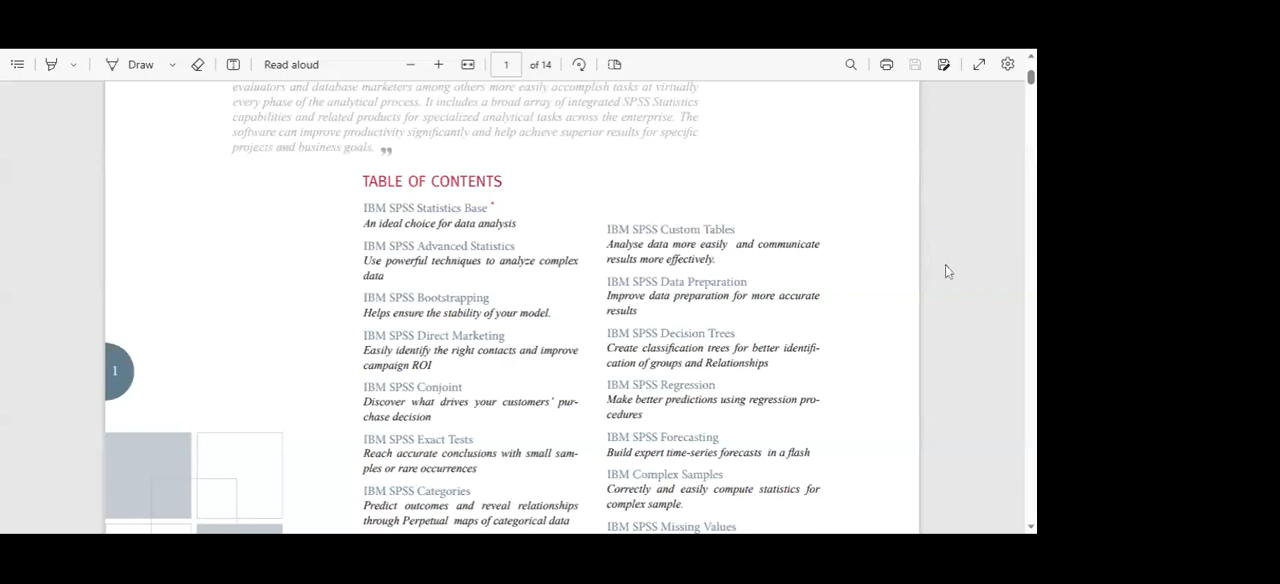 Draw
Read aloud
1
of 14
evaluators and database marketers among others more easily accomplish tasks at virtually
every phase of the analytical process. It includes a broad array of integrated SPSS Statistics
capabilities and related products for specialized analytical tasks across the enterprise. The
software can improve productivity significantly and help achieve superior results for specific
projects and business goals. ”
TABLE OF CONTENTS
IBM SPSS Statistics Base *
An ideal choice for data analysis
IBM SPSS Advanced Statistics
Use powerful techniques to analyze complex
data
IBM SPSS Bootstrapping
Helps ensure the stability of your model.
IBM SPSS Direct Marketing
Easily identify the right contacts and improve
campaign ROI
IBM SPSS Conjoint
Discover what drives your customers' pur-
chase decision
IBM SPSS Exact Tests
Reach accurate conclusions with small sam-
ples or rare occurrences
IBM SPSS Categories
Predict outcomes and reveal relationships
through Perpetual maps of categorical data
IBM SPSS Custom Tables
Analyse data more easily and communicate
results more effectively.
IBM SPSS Data Preparation
Improve data preparation for more accurate
results
IBM SPSS Decision Trees
Create classification trees for better identifi-
cation of groups and Relationships
IBM SPSS Regression
Make better predictions using regression pro-
cedures
IBM SPSS Forecasting
Build expert time-series forecasts in a flash
IBM Complex Samples
Correctly and easily compute statistics for
complex sample.
IBM SPSS Missing Values
1